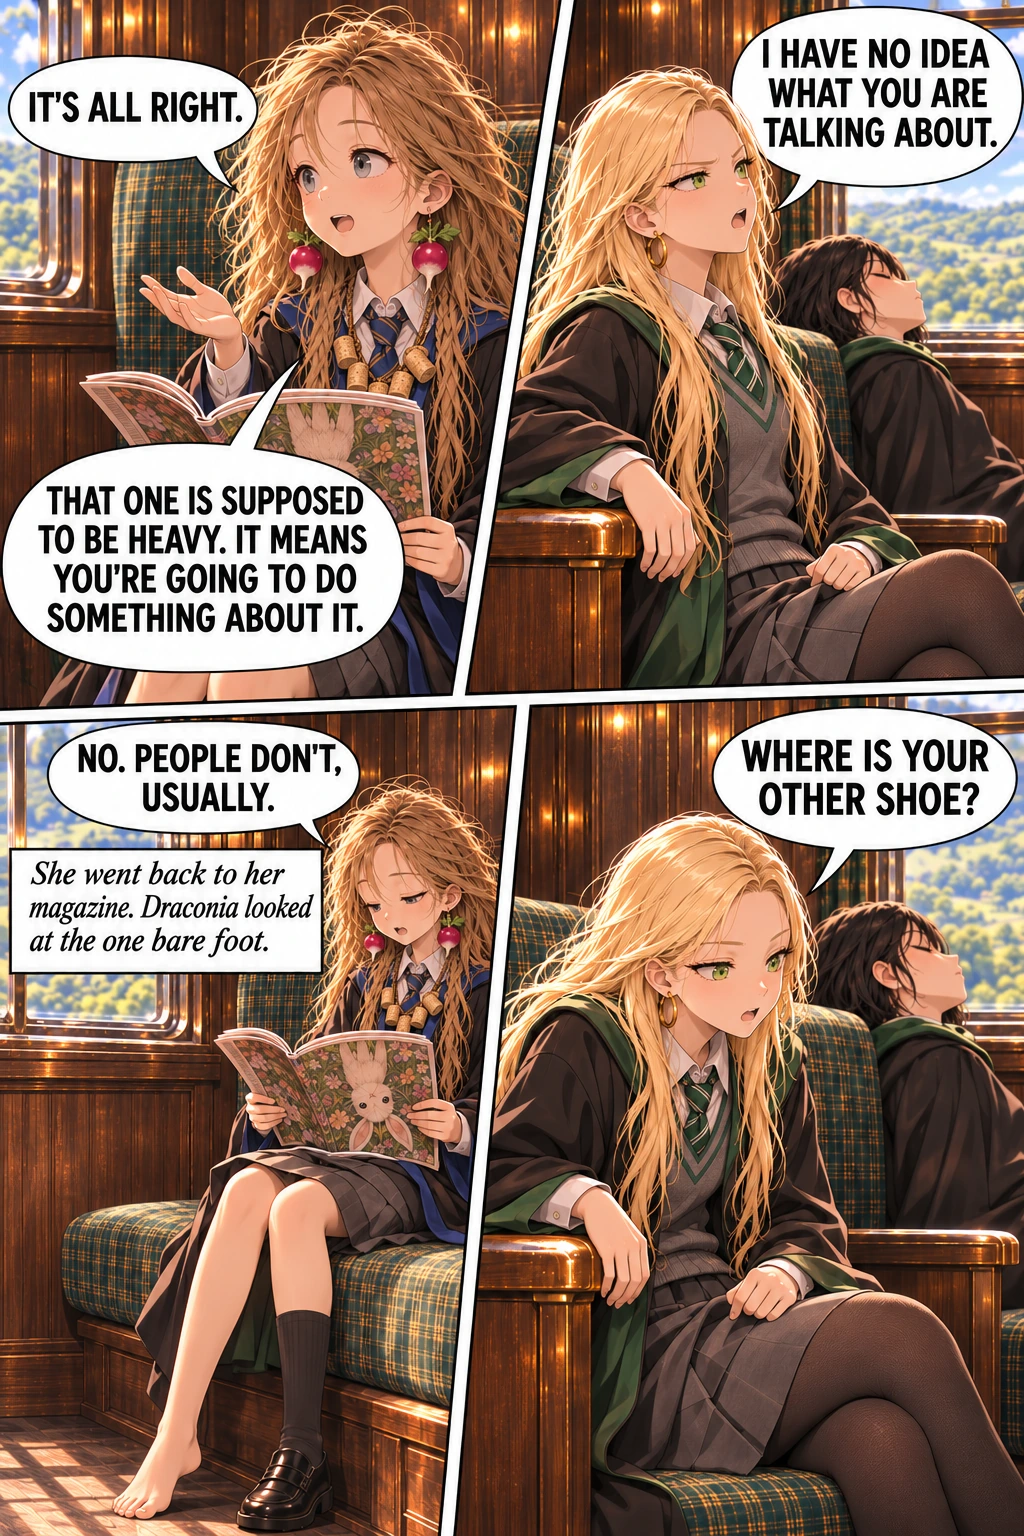 IT'S ALL RIGHT.
THAT ONE IS SUPPOSED
TO BE HEAVY. IT MEANS
YOU'RE GOING TO DO
SOMETHING ABOUT IT.
I HAVE NO IDEA
WHAT YOU ARE
TALKING ABOUT.
NO. PEOPLE DON'T,
USUALLY.
She went back to her
magazine. Draconia looked
at the one bare foot.
WHERE IS YOUR
OTHER SHOE?